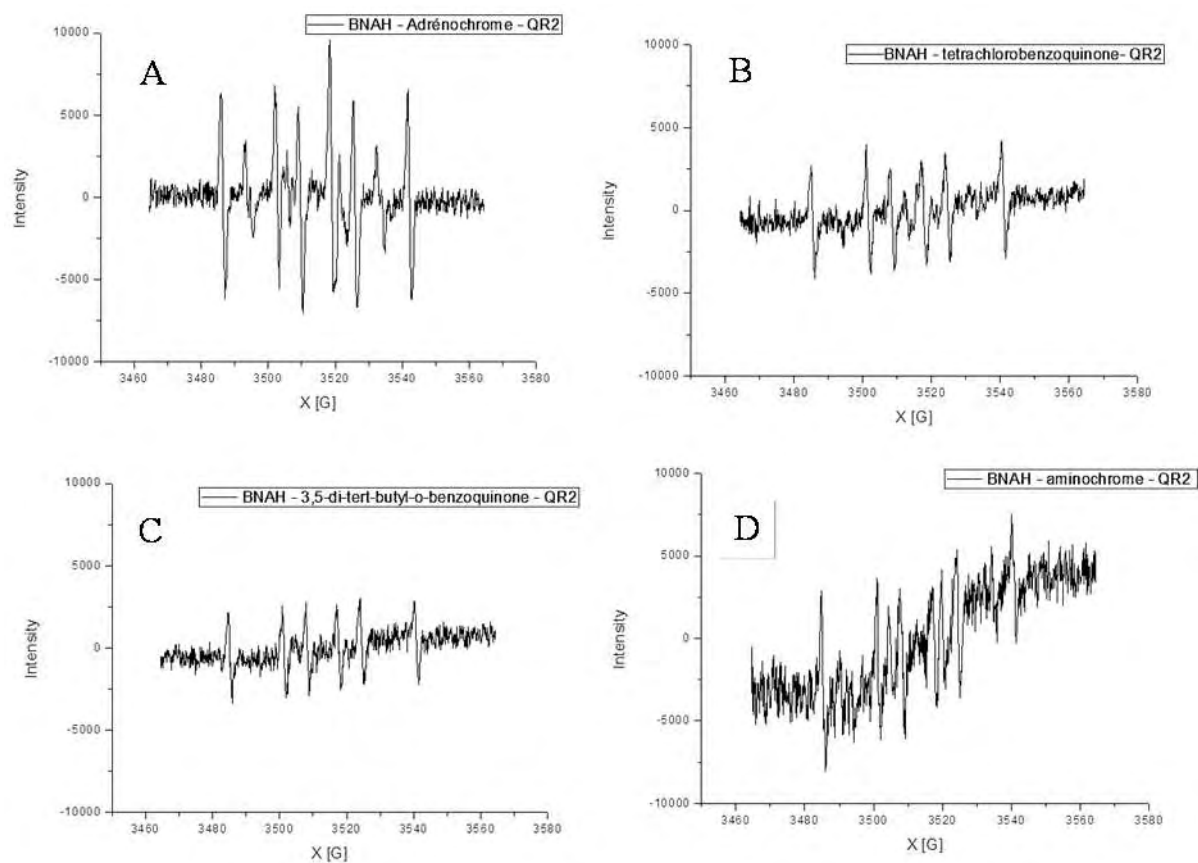 BNAH - Adrénochrome - QR2
A
10000
5000
0
-5000
-10000
Intensity
3460 3480 3500 3520 3540 3560 3580
X [G]
BNAH - tetrachlorobenzoquinone- QR2
B
10000
5000
0
-5000
-10000
Intensity
3460 3480 3500 3520 3540 3560 3580
X [G]
BNAH - 3,5-di-tert-butyl-o-benzoquinone - QR2
C
10000
5000
0
-5000
-10000
Intensity
3460 3480 3500 3520 3540 3560 3580
X [G]
BNAH - aminochrome - QR2
D
10000
5000
0
-5000
-10000
Intensity
3460 3480 3500 3520 3540 3560 3580
X [G]